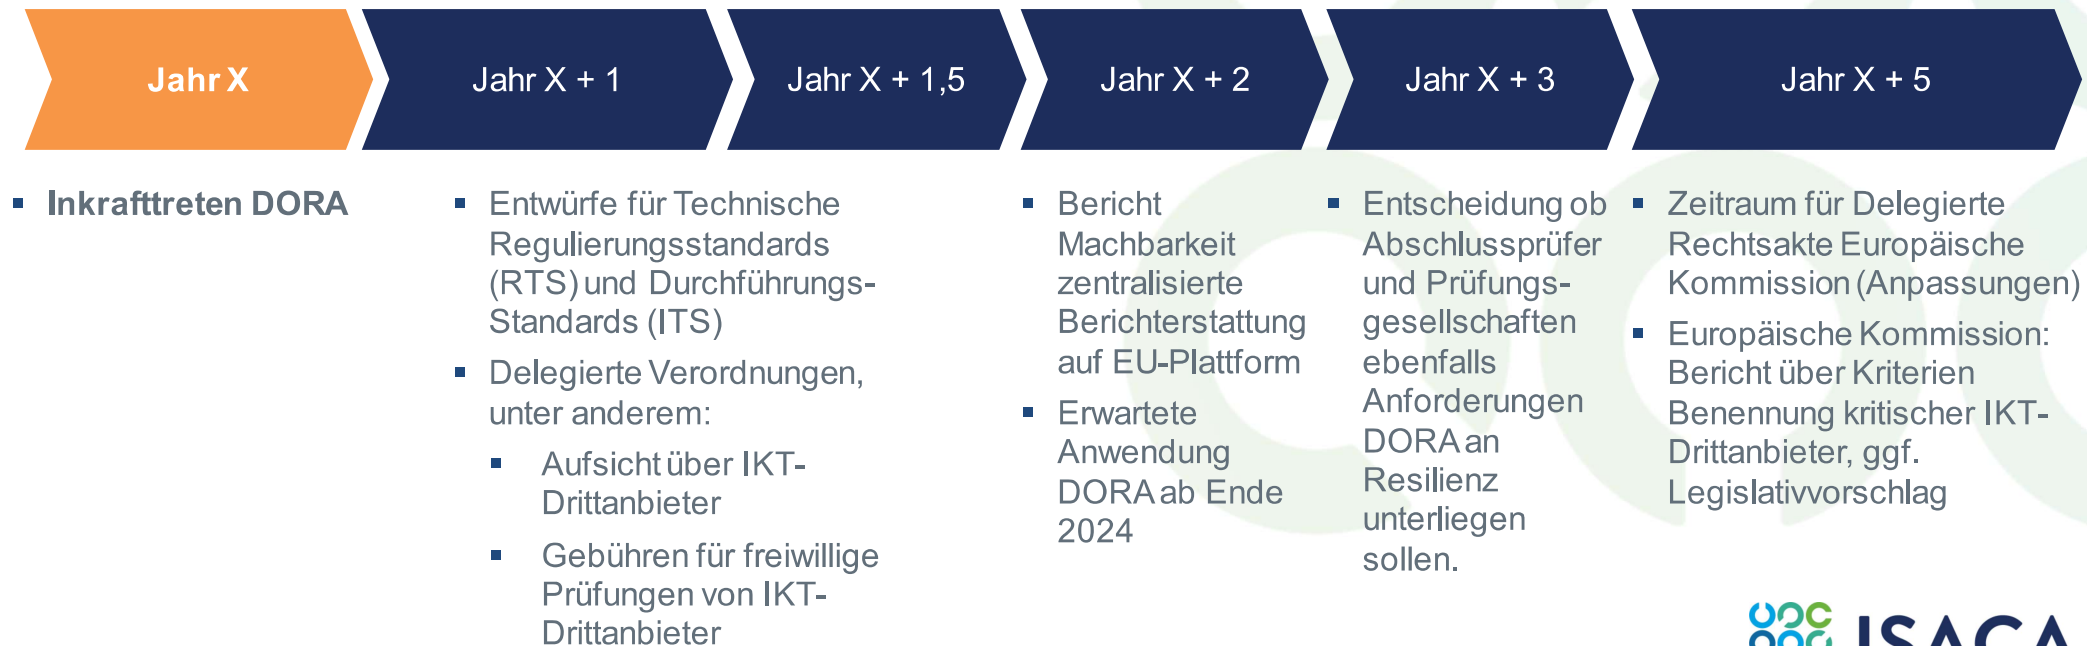 Jahr X
Jahr X + 1
Jahr X + 1,5
Jahr X + 2
Jahr X + 3
Jahr X + 5
▪ Inkrafttreten DORA
▪ Entwürfe für Technische
Regulierungsstandards
(RTS) und Durchführungs-
Standards (ITS)
▪ Delegierte Verordnungen,
unter anderem:
▪ Aufsicht über IKT-
Drittanbieter
▪ Gebühren für freiwillige
Prüfungen von IKT-
Drittanbieter
▪ Bericht
Machbarkeit
zentralisierte
Berichterstattung
auf EU-Plattform
▪ Erwartete
Anwendung
DORA ab Ende
2024
▪ Entscheidung ob
Abschlussprüfer
und Prüfungs-
gesellschaften
ebenfalls
Anforderungen
DORA an
Resilienz
unterliegen
sollen.
▪ Zeitraum für Delegierte
Rechtsakte Europäische
Kommission (Anpassungen)
▪ Europäische Kommission:
Bericht über Kriterien
Benennung kritischer IKT-
Drittanbieter, ggf.
Legislativvorschlag
ISACA